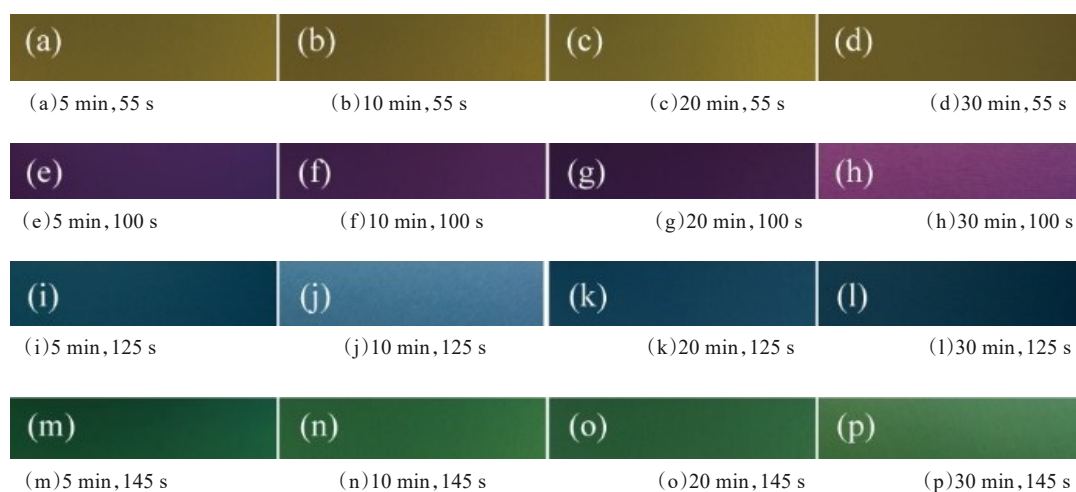 (a) (b) (c) (d)
(a)5 min,55 s (b)10 min,55 s (c)20 min,55 s (d)30 min,55 s
(e) (f) (g) (h)
(e)5 min,100 s (f)10 min,100 s (g)20 min,100 s (h)30 min,100 s
(i) (j) (k) (l)
(i)5 min,125 s (j)10 min,125 s (k)20 min,125 s (l)30 min,125 s
(m) (n) (o) (p)
(m)5 min,145 s (n)10 min,145 s (o)20 min,145 s (p)30 min,145 s